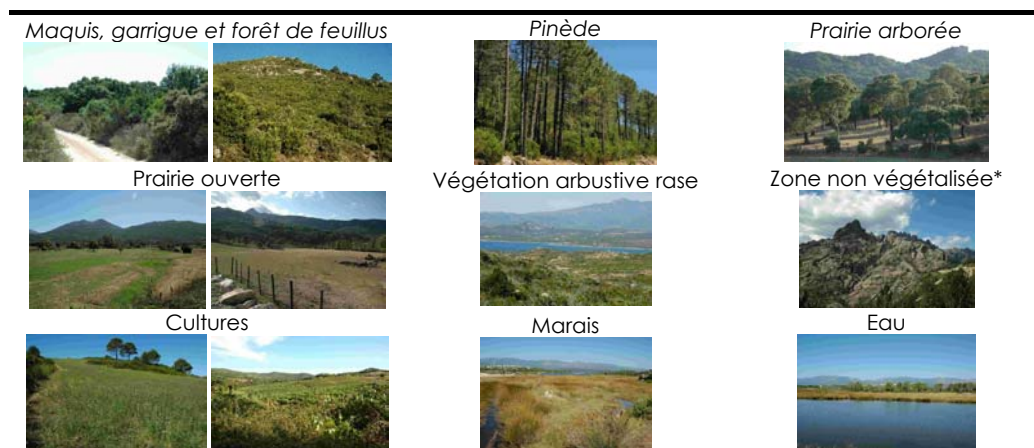 Maquis, garrigue et forêt de feuillus
Pinède
Prairie arborée
Prairie ouverte
Végétation arbustive rase
Zone non végétalisée*
Cultures
Marais
Eau